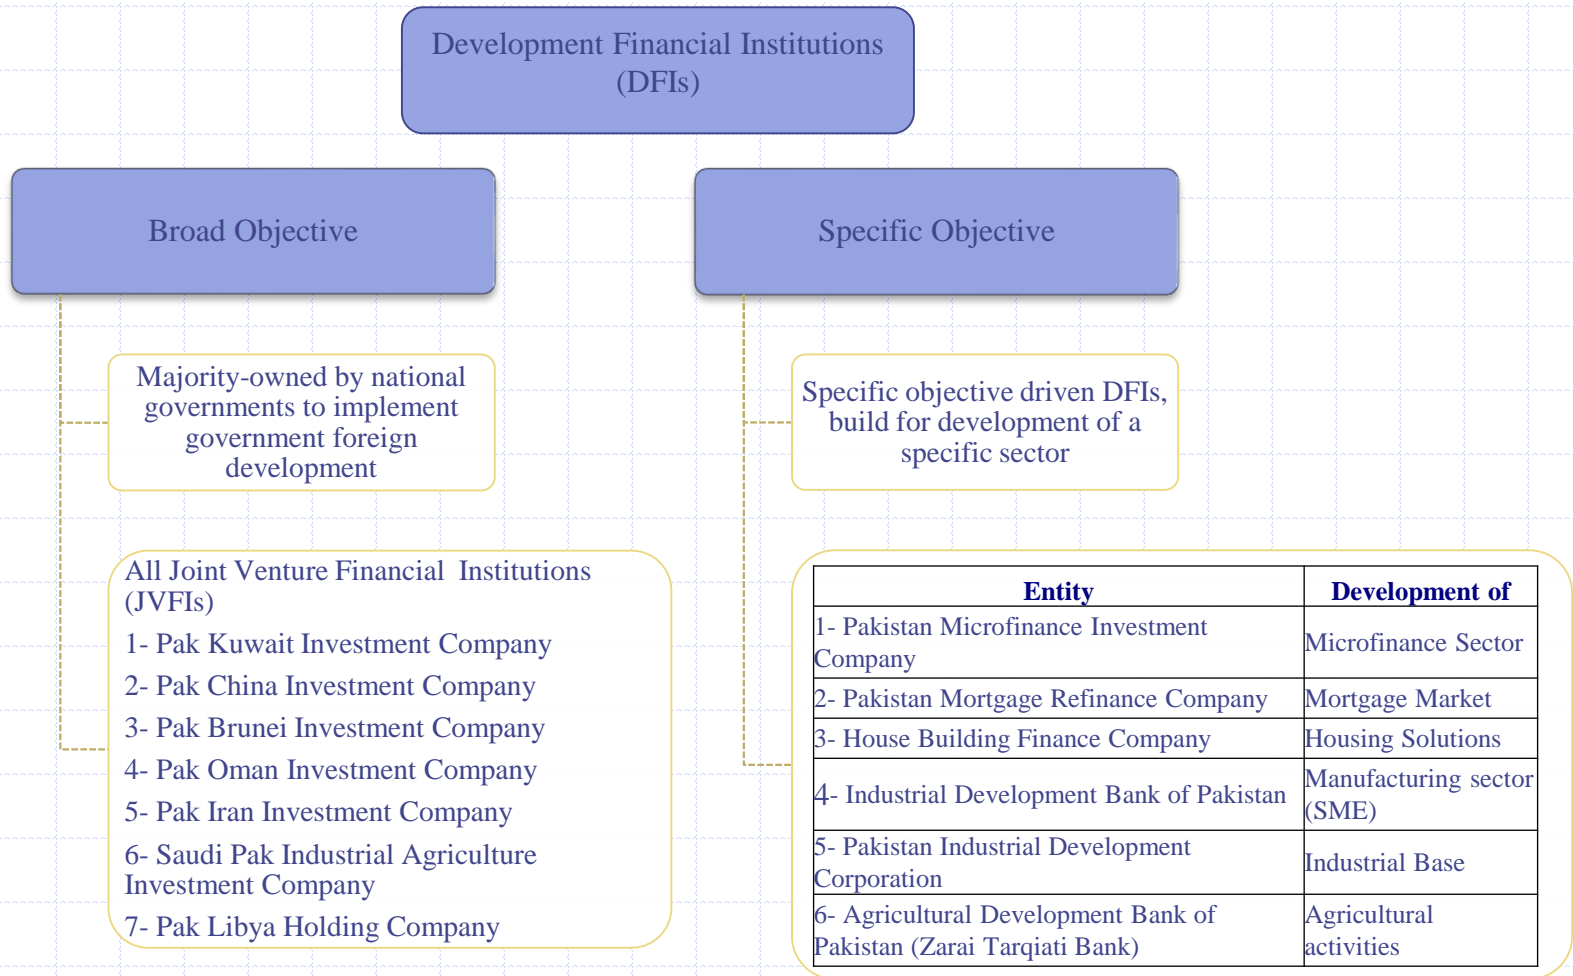 Development Financial Institutions
(DFIs)
Broad Objective
Majority-owned by national
governments to implement
government foreign
development
All Joint Venture Financial Institutions
(JVFIs)
1- Pak Kuwait Investment Company
2- Pak China Investment Company
3- Pak Brunei Investment Company
4- Pak Oman Investment Company
5- Pak Iran Investment Company
6- Saudi Pak Industrial Agriculture
Investment Company
7- Pak Libya Holding Company
Specific Objective
Specific objective driven DFIs,
build for development of a
specific sector
Entity
Development of
1- Pakistan Microfinance Investment
Company
Microfinance Sector
2- Pakistan Mortgage Refinance Company
Mortgage Market
3- House Building Finance Company
Housing Solutions
4- Industrial Development Bank of Pakistan
Manufacturing sector
(SME)
5- Pakistan Industrial Development
Corporation
Industrial Base
6- Agricultural Development Bank of
Pakistan (Zarai Tarqiati Bank)
Agricultural
activities